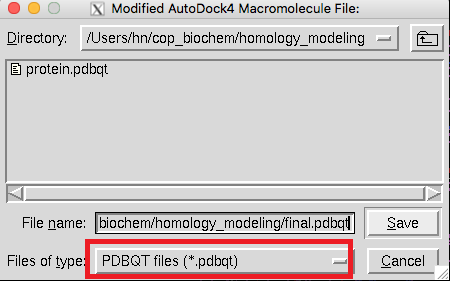 Modified AutoDock4 Macromolecule File:
Directory: /Users/hn/cop_biochem/homology_modeling
protein.pdbqt
File name: biochem/homology_modeling/final.pdbqt Save
Files of type: PDBQT files (*.pdbqt) Cancel